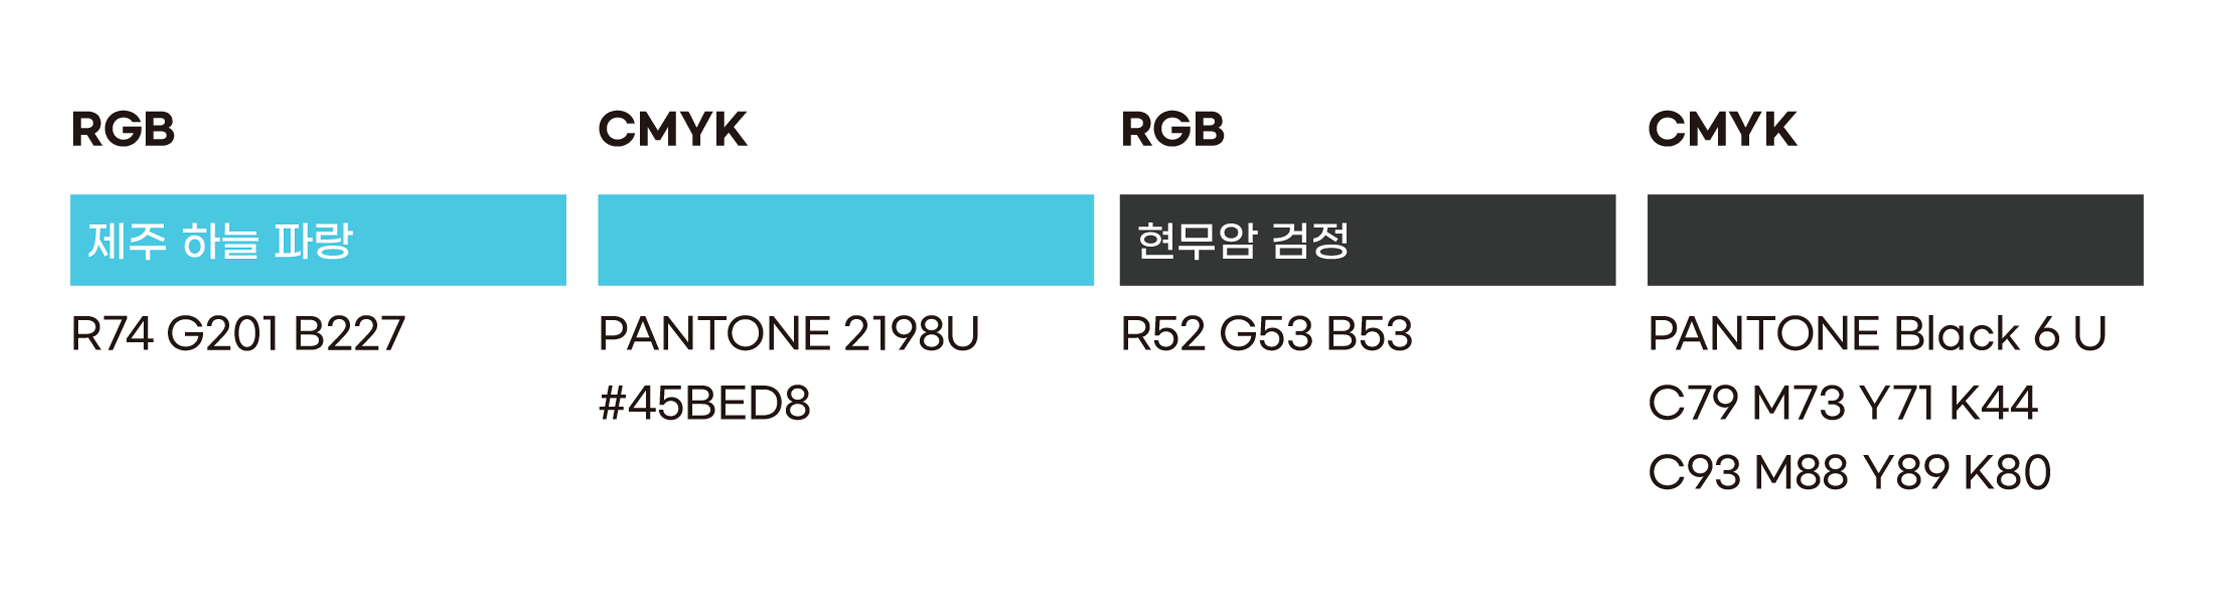 RGB
제주 하늘 파랑
R74 G201 B227
CMYK
PANTONE 2198U
#45BED8
RGB
현무암 검정
R52 G53 B53
CMYK
PANTONE Black 6 U
C79 M73 Y71 K44
C93 M88 Y89 K80